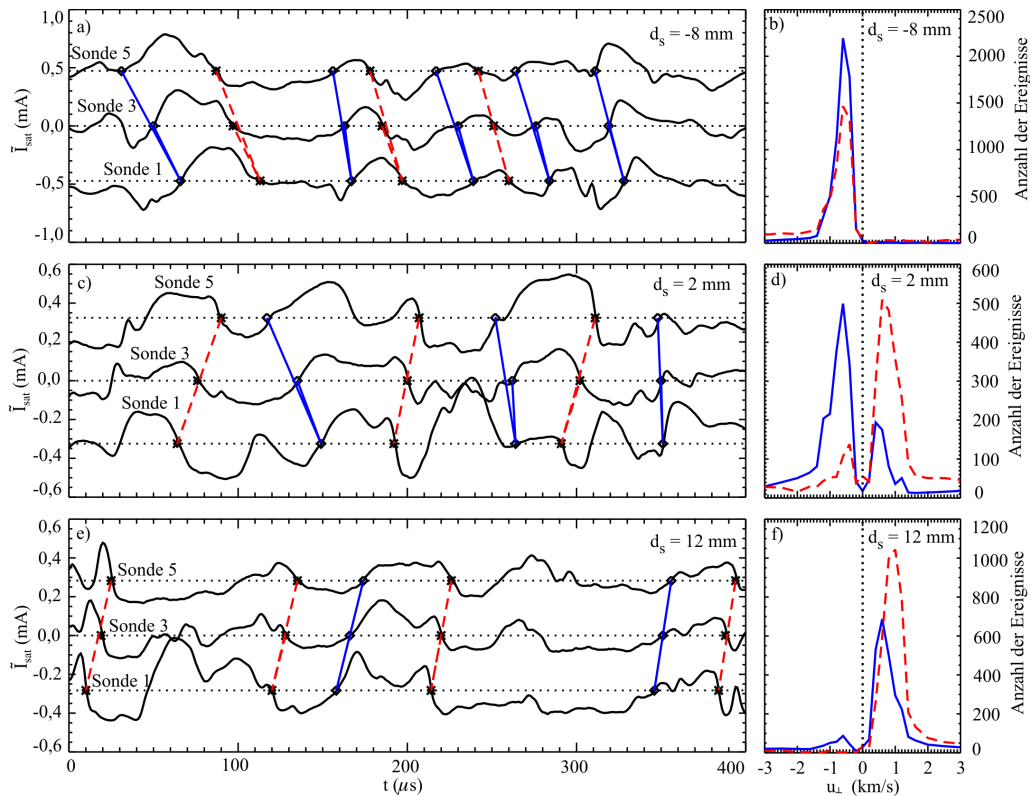 a)
d_s = -8 mm
Sonde 5
Sonde 3
Sonde 1
1,0
0,5
0,0
-0,5
-1,0
Ĩ_sat (mA)
b)
d_s = -8 mm
2500
2000
1500
1000
500
0
Anzahl der Ereignisse
c)
d_s = 2 mm
Sonde 5
Sonde 3
Sonde 1
0,6
0,4
0,2
0,0
-0,2
-0,4
-0,6
Ĩ_sat (mA)
d)
d_s = 2 mm
600
500
400
300
200
100
0
Anzahl der Ereignisse
e)
d_s = 12 mm
Sonde 5
Sonde 3
Sonde 1
0,6
0,4
0,2
0,0
-0,2
-0,4
-0,6
Ĩ_sat (mA)
0 100 200 300 400
t (μs)
f)
d_s = 12 mm
1200
1000
800
600
400
200
0
Anzahl der Ereignisse
-3 -2 -1 0 1 2 3
u⊥ (km/s)